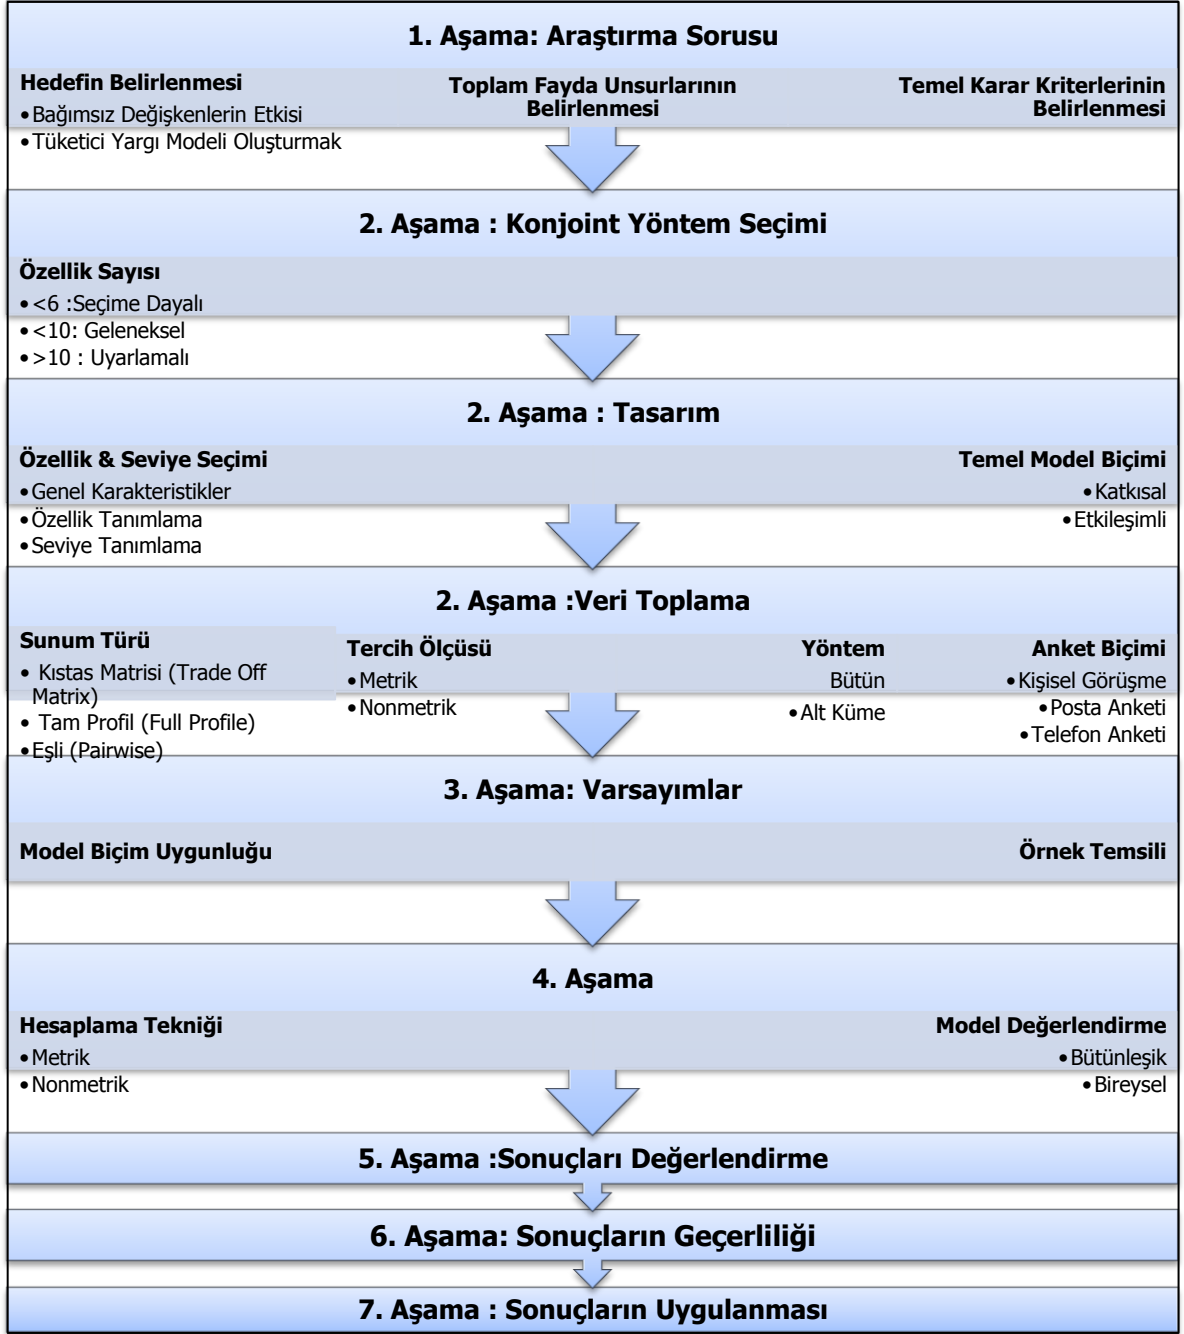 1. Aşama: Araştırma Sorusu
Hedefin Belirlenmesi
•Bağımsız Değişkenlerin Etkisi
•Tüketici Yargı Modeli Oluşturmak
Toplam Fayda Unsurlarının
Belirlenmesi
Temel Karar Kriterlerinin
Belirlenmesi
2. Aşama : Konjoint Yöntem Seçimi
Özellik Sayısı
•<6 :Seçime Dayalı
•<10: Geleneksel
•>10 : Uyarlamalı
2. Aşama : Tasarım
Özellik & Seviye Seçimi
•Genel Karakteristikler
•Özellik Tanımlama
•Seviye Tanımlama
Temel Model Biçimi
•Katkısal
•Etkileşimli
2. Aşama :Veri Toplama
Sunum Türü
• Kıstas Matrisi (Trade Off
Matrix)
• Tam Profil (Full Profile)
•Eşli (Pairwise)
Tercih Ölçüsü
•Metrik
•Nonmetrik
Yöntem
Bütün
•Alt Küme
Anket Biçimi
•Kişisel Görüşme
•Posta Anketi
•Telefon Anketi
3. Aşama: Varsayımlar
Model Biçim Uygunluğu
Örnek Temsili
4. Aşama
Hesaplama Tekniği
•Metrik
•Nonmetrik
Model Değerlendirme
•Bütünleşik
•Bireysel
5. Aşama :Sonuçları Değerlendirme
6. Aşama: Sonuçların Geçerliliği
7. Aşama : Sonuçların Uygulanması